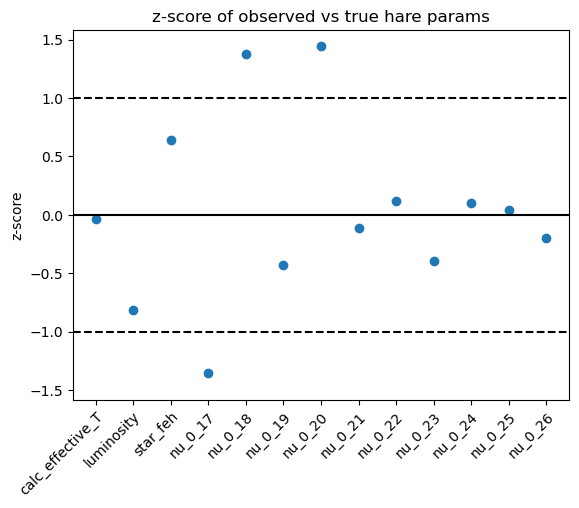 z-score of observed vs true hare params
z-score
1.5
1.0
0.5
0.0
−0.5
−1.0
−1.5
calc_effective_T
luminosity
star_feh
nu_0_17
nu_0_18
nu_0_19
nu_0_20
nu_0_21
nu_0_22
nu_0_23
nu_0_24
nu_0_25
nu_0_26